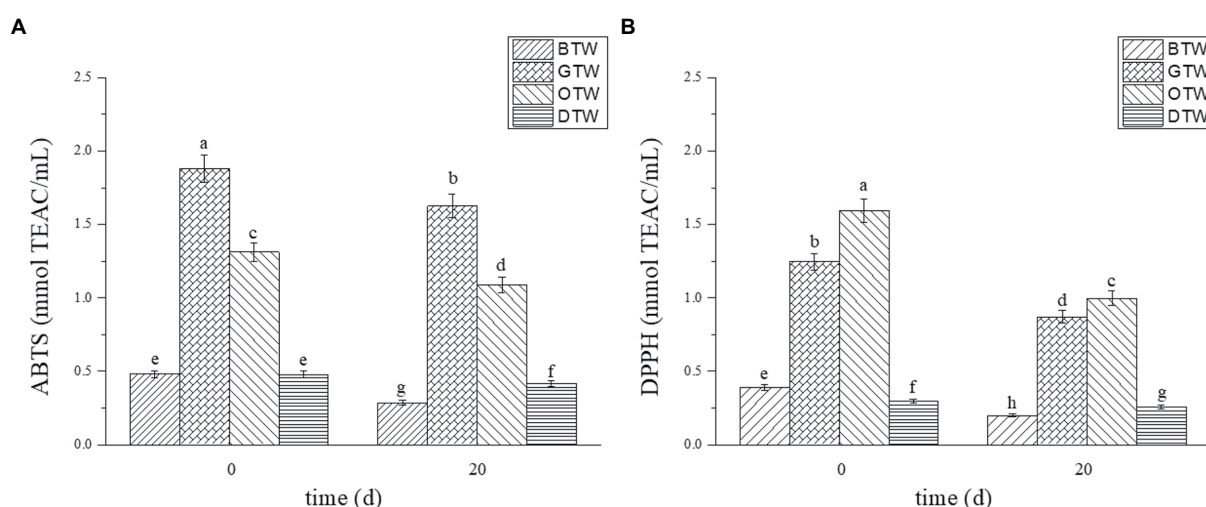 A
BTW
GTW
OTW
DTW
2.5
2.0
1.5
1.0
0.5
0.0
ABTS (mmol TEAC/mL)
a
b
c
d
e
e
f
g
0
20
time (d)
B
BTW
GTW
OTW
DTW
2.5
2.0
1.5
1.0
0.5
0.0
DPPH (mmol TEAC/mL)
a
b
c
d
e
f
g
h
0
20
time (d)